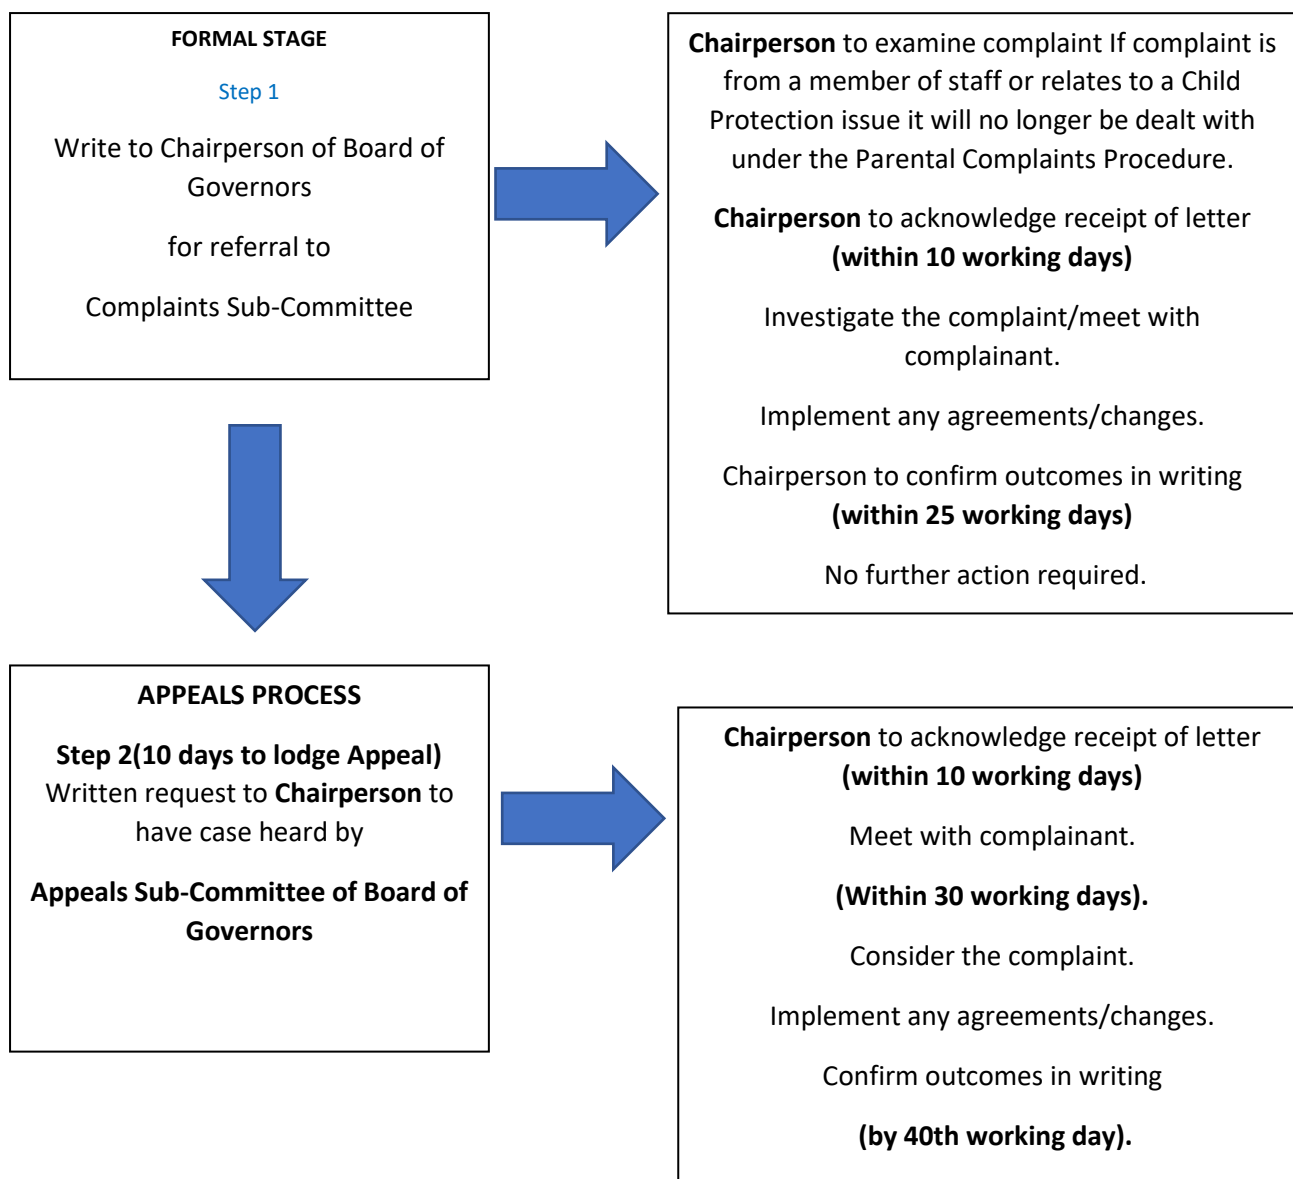 FORMAL STAGE
Step 1
Write to Chairperson of Board of
Governors
for referral to
Complaints Sub-Committee
Chairperson to examine complaint If complaint is
from a member of staff or relates to a Child
Protection issue it will no longer be dealt with
under the Parental Complaints Procedure.
Chairperson to acknowledge receipt of letter
(within 10 working days)
Investigate the complaint/meet with
complainant.
Implement any agreements/changes.
Chairperson to confirm outcomes in writing
(within 25 working days)
No further action required.
APPEALS PROCESS
Step 2(10 days to lodge Appeal)
Written request to Chairperson to
have case heard by
Appeals Sub-Committee of Board of
Governors
Chairperson to acknowledge receipt of letter
(within 10 working days)
Meet with complainant.
(Within 30 working days).
Consider the complaint.
Implement any agreements/changes.
Confirm outcomes in writing
(by 40th working day).